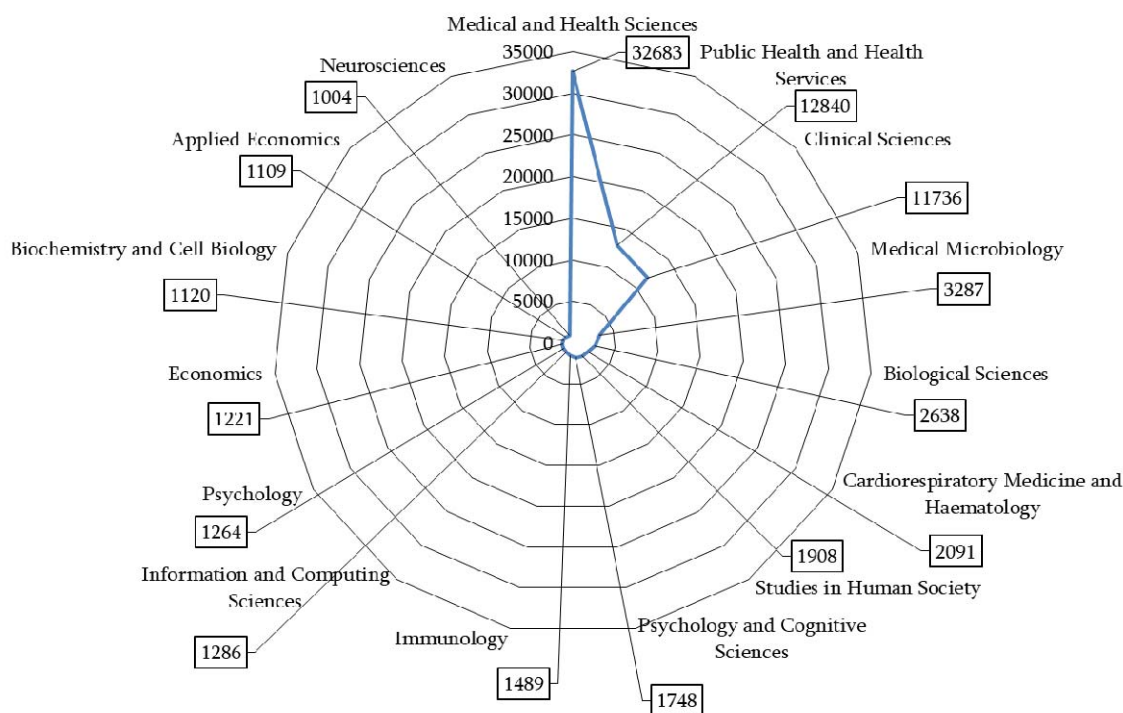 Medical and Health Sciences
35000
32683
Public Health and Health
Services
12840
Clinical Sciences
11736
Medical Microbiology
3287
Biological Sciences
2638
Cardiorespiratory Medicine and
Haematology
2091
1908
Studies in Human Society
Psychology and Cognitive
Sciences
1748
Immunology
1489
Information and Computing
Sciences
1286
Psychology
1264
Economics
1221
Biochemistry and Cell Biology
1120
Applied Economics
1109
Neurosciences
1004
30000
25000
20000
15000
10000
5000
0